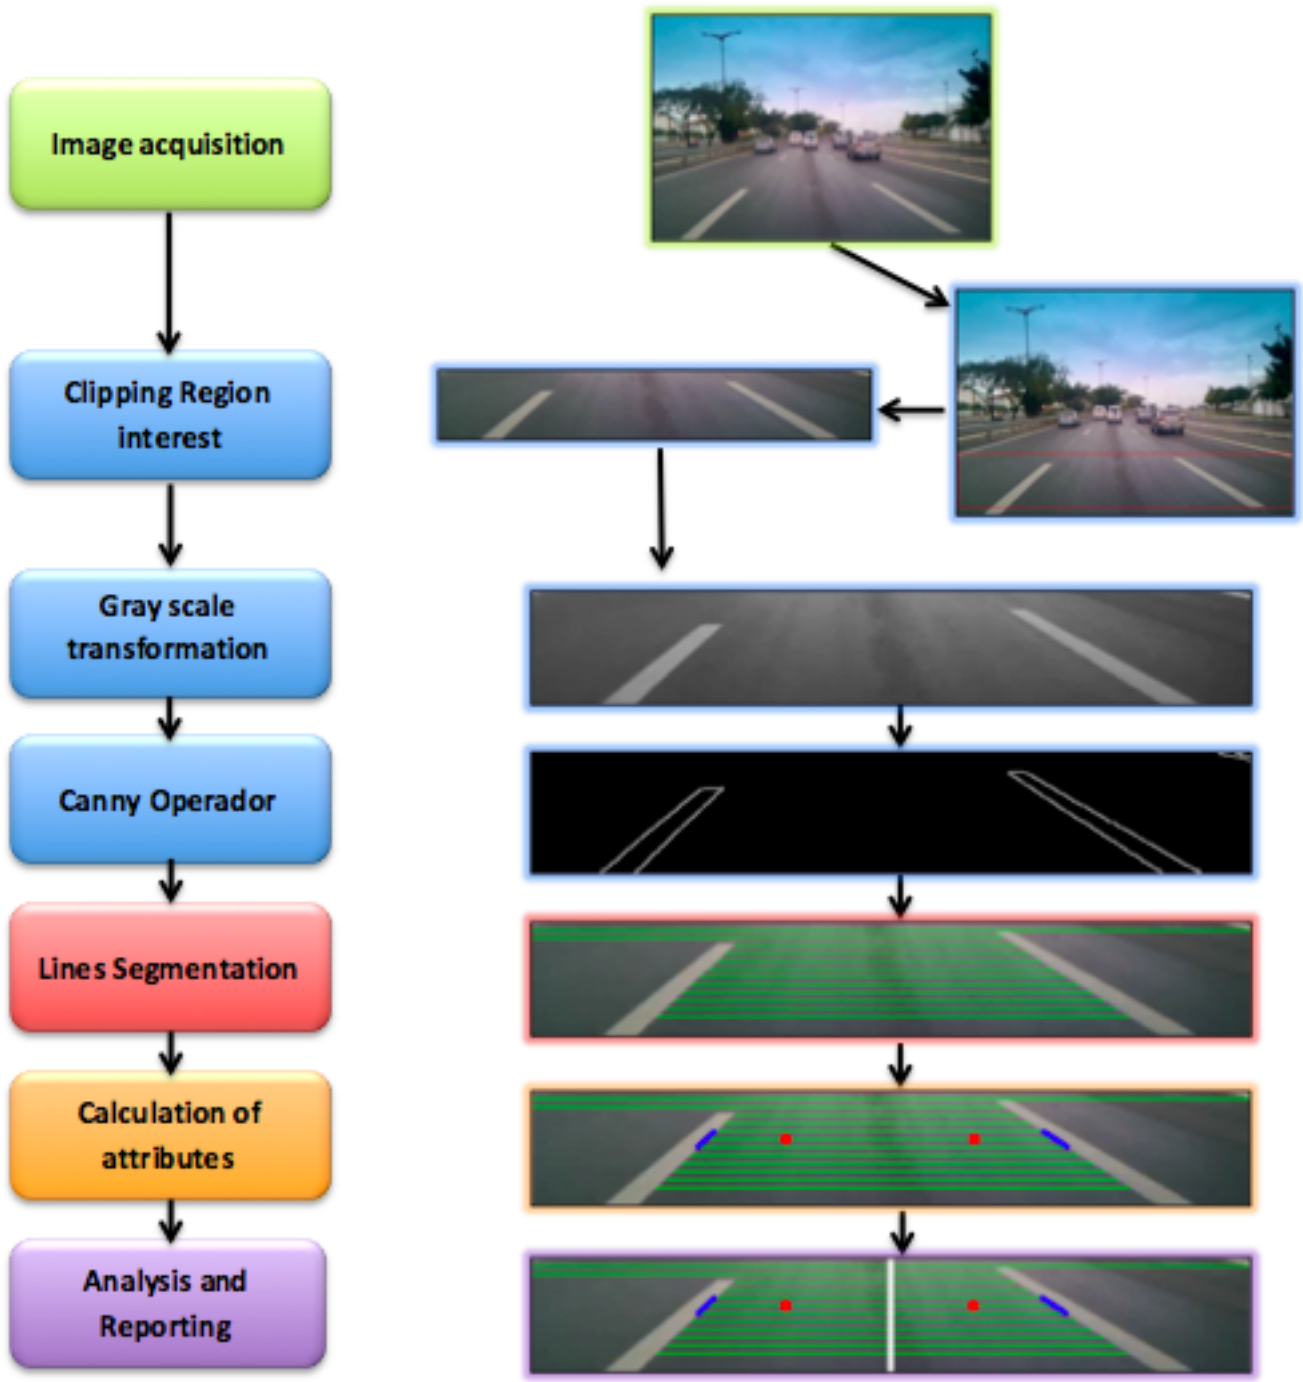 Image acquisition
Clipping Region
interest
Gray scale
transformation
Canny Operador
Lines Segmentation
Calculation of
attributes
Analysis and
Reporting